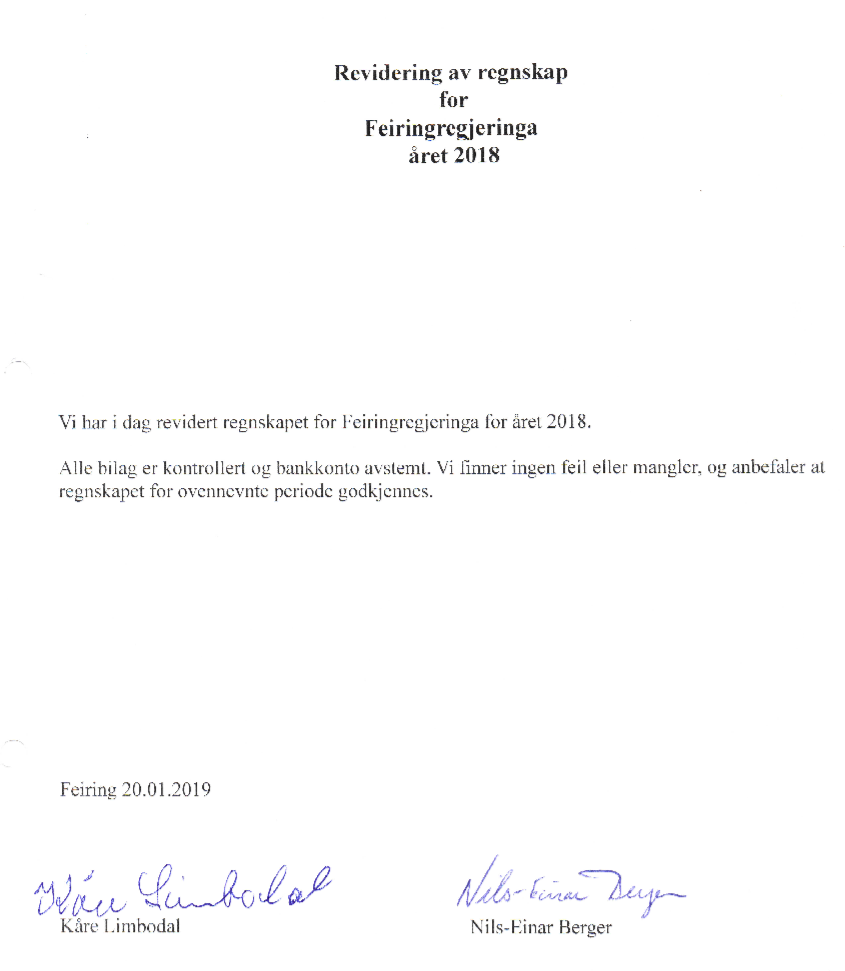 Revidering av regnskap
for
Feiringregjeringa
året 2018
Vi har i dag revidert regnskapet for Feiringregjeringa for året 2018.
Alle bilag er kontrollert og bankkonto avstemt. Vi finner ingen feil eller mangler, og anbefaler at
regnskapet for ovennevnte periode godkjennes.
Feiring 20.01.2019
Kåre Limbodal
Nils-Einar Berger
Kåre Limbodal
Nils-Einar Berger